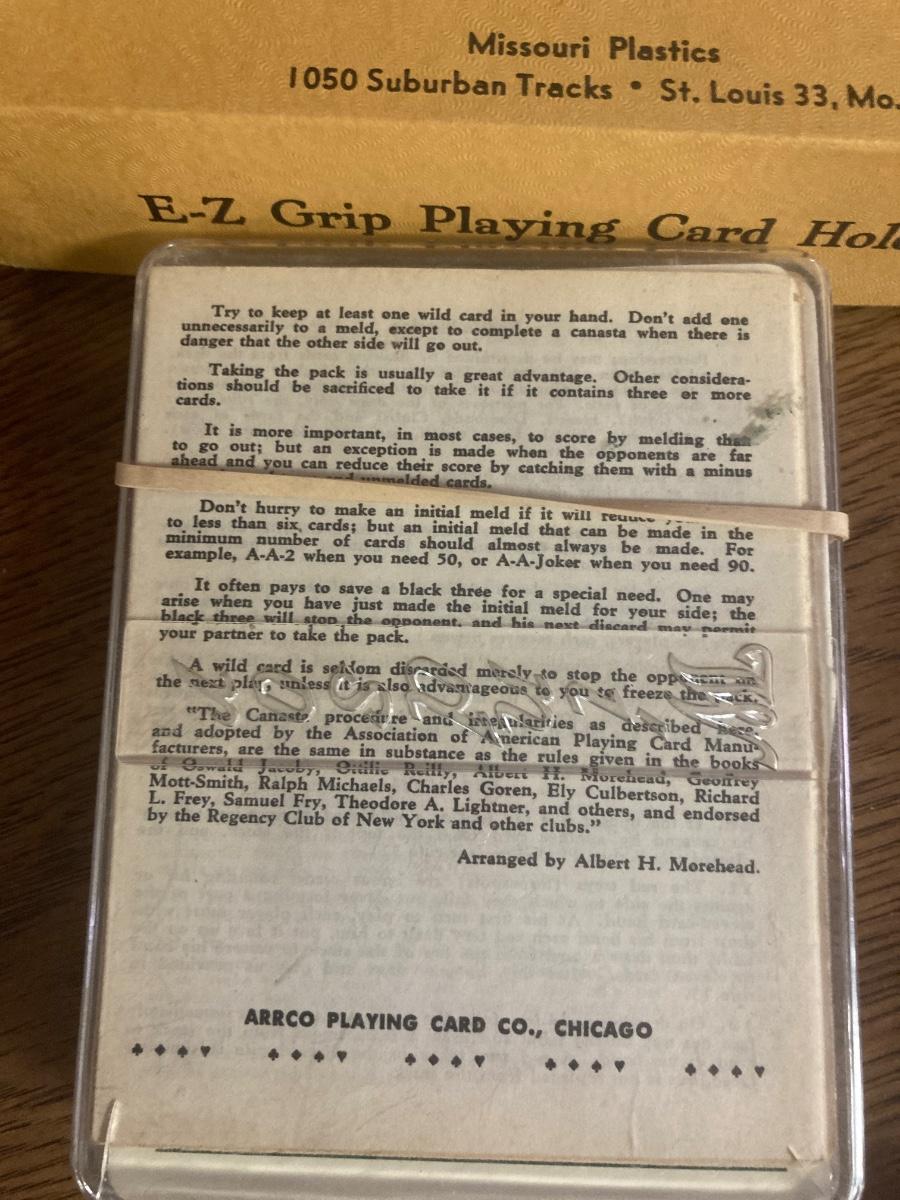 Missouri Plastics
1050 Suburban Tracks • St. Louis 33, Mo.
E-Z Grip Playing Card
Try to keep at least one wild card in your hand. Don't add one
unnecessarily to a meld, except to complete a canasta when there is
danger that the other side will go out.
Taking the pack is usually a great advantage. Other considera-
tions should be sacrificed to take it if it contains three or more
cards.
It is more important, in most cases, to score by melding than
to go out; but an exception is made when the opponents are far
ahead and you can reduce their score by catching them with a minus
and unmelded cards.
Don't hurry to make an initial meld if it will reduce
to less than six cards; but an initial meld that can be made in the
minimum number of cards should almost always be made. For
example, A-A-2 when you need 50, or A-A-Joker when you need 90.
It often pays to save a black three for a special need. One may
arise when you have just made the initial meld for your side; the
black three will stop the opponent, and his next discard may permit
your partner to take the pack.
A wild card is seldom discarded merely to stop the opponent on
the next play, unless it is also advantageous to you to freeze the pack.
"The Canasta procedure and irregularities as described here,
and adopted by the Association of American Playing Card Manu-
facturers, are the same in substance as the rules given in the books
of Oswald Jacoby, Ottilie Reilly, Albert H. Morehead, Geoffrey
Mott-Smith, Ralph Michaels, Charles Goren, Ely Culbertson, Richard
L. Frey, Samuel Fry, Theodore A. Lightner, and others, and endorsed
by the Regency Club of New York and other clubs."
Arranged by Albert H. Morehead.
ARRCO PLAYING CARD CO., CHICAGO